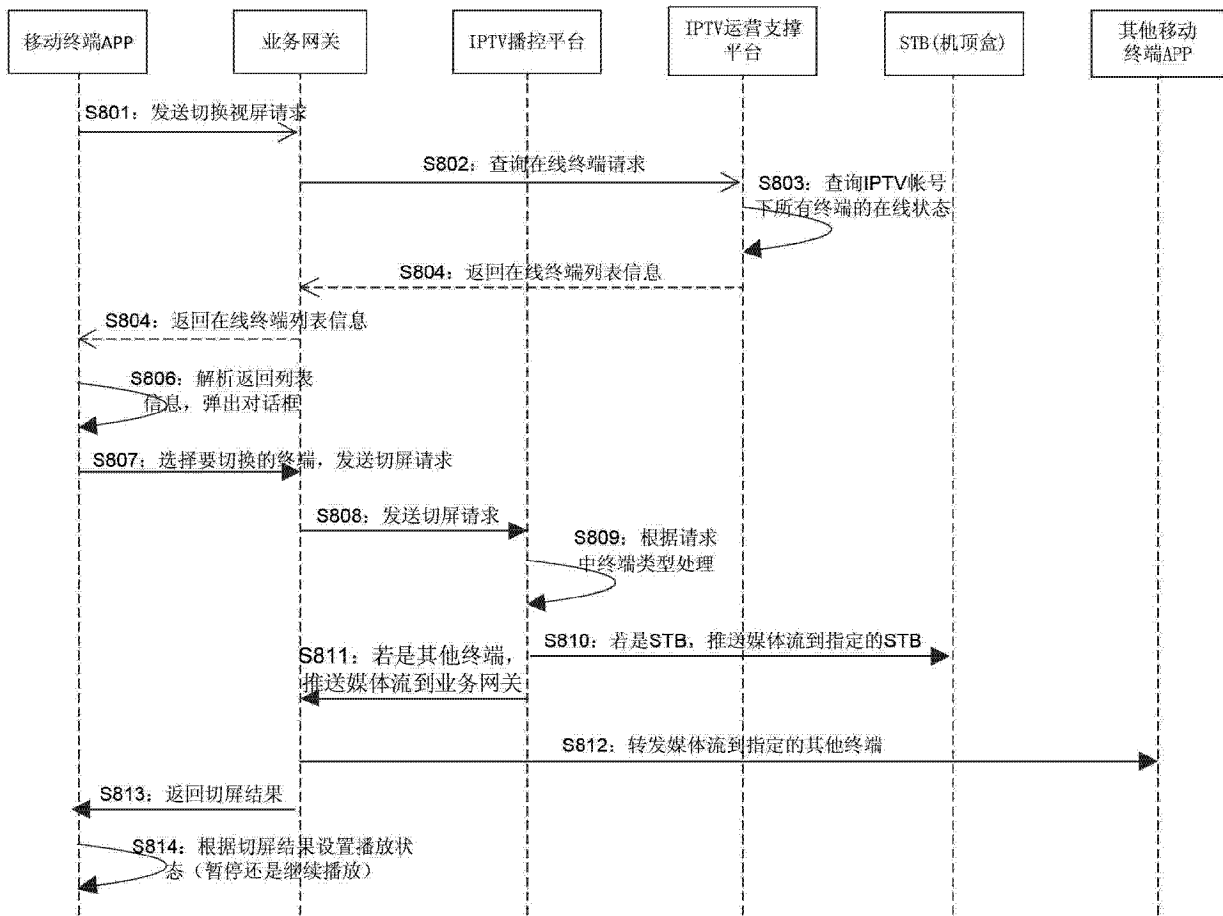 移动终端APP
业务网关
IPTV播控平台
IPTV运营支撑
平台
STB(机顶盒)
其他移动
终端APP
S801：发送切换视屏请求
S802：查询在线终端请求
S803：查询IPTV帐号
下所有终端的在线状态
S804：返回在线终端列表信息
S804：返回在线终端列表信息
S806：解析返回列表
信息，弹出对话框
S807：选择要切换的终端，发送切屏请求
S808：发送切屏请求
S809：根据请求
中终端类型处理
S810：若是STB，推送媒体流到指定的STB
S811：若是其他终端，
推送媒体流到业务网关
S812：转发媒体流到指定的其他终端
S813：返回切屏结果
S814：根据切屏结果设置播放状
态（暂停还是继续播放）